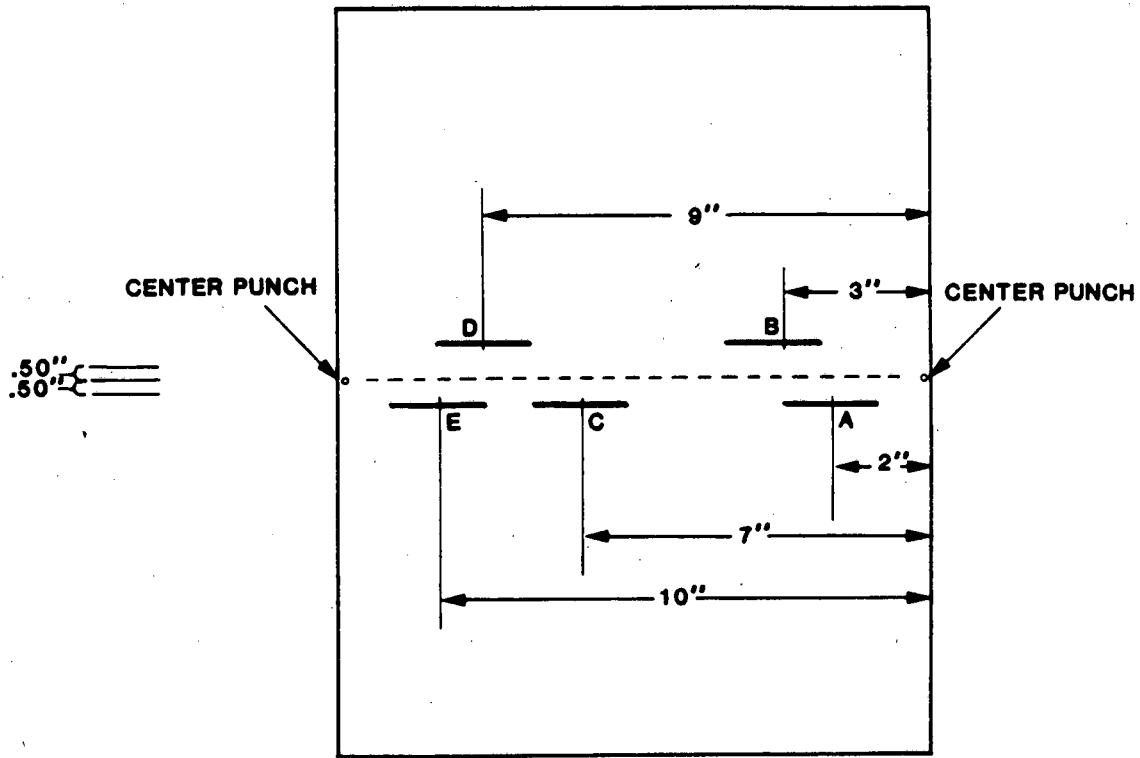 9"
CENTER PUNCH
3"
CENTER PUNCH
D
B
.50"
.50"
E
C
A
2"
7"
10"